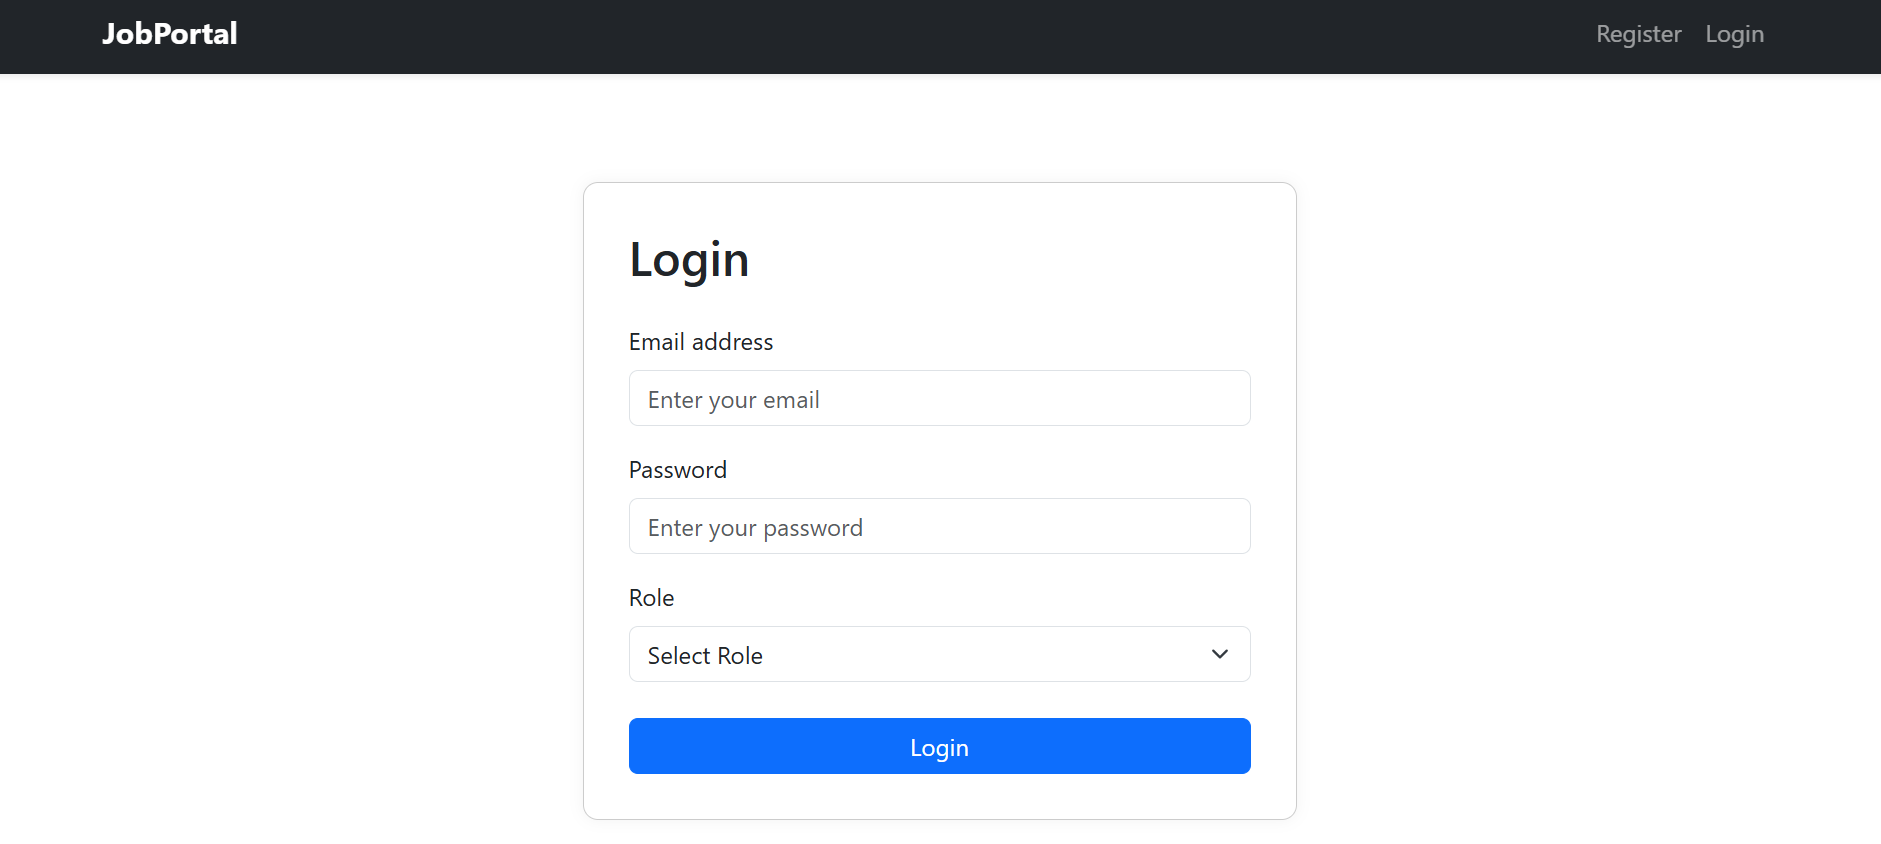 JobPortal
Register Login
Login
Email address
Enter your email
Password
Enter your password
Role
Select Role
Login